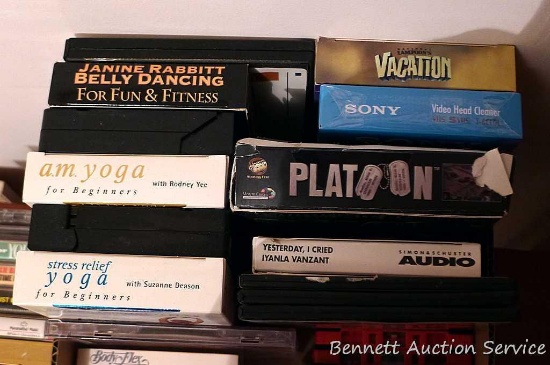 JANINE RABBITT
BELLY DANCING
FOR FUN & FITNESS
a.m. yoga
for Beginners
with Rodney Yee
stress relief
yoga
for Beginners
with Suzanne Deason
BodyFlex
VACATION
SONY
Video Head Cleaner
PLATOON
YESTERDAY, I CRIED
IYANLA VANZANT
SIMON & SCHUSTER
AUDIO
Bennett Auction Service